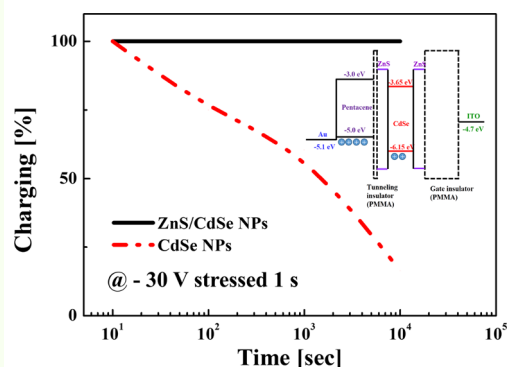 100
50
0
Charging [%]
ZnS
ZnS
-3.0 eV
-3.65 eV
Pentacene
CdSe
ITO
-4.7 eV
Au
-5.1 eV
-5.0 eV
-6.15 eV
Tunneling
insulator
(PMMA)
Gate insulator
(PMMA)
ZnS/CdSe NPs
CdSe NPs
@ - 30 V stressed 1 s
10¹
10²
10³
10⁴
10⁵
Time [sec]